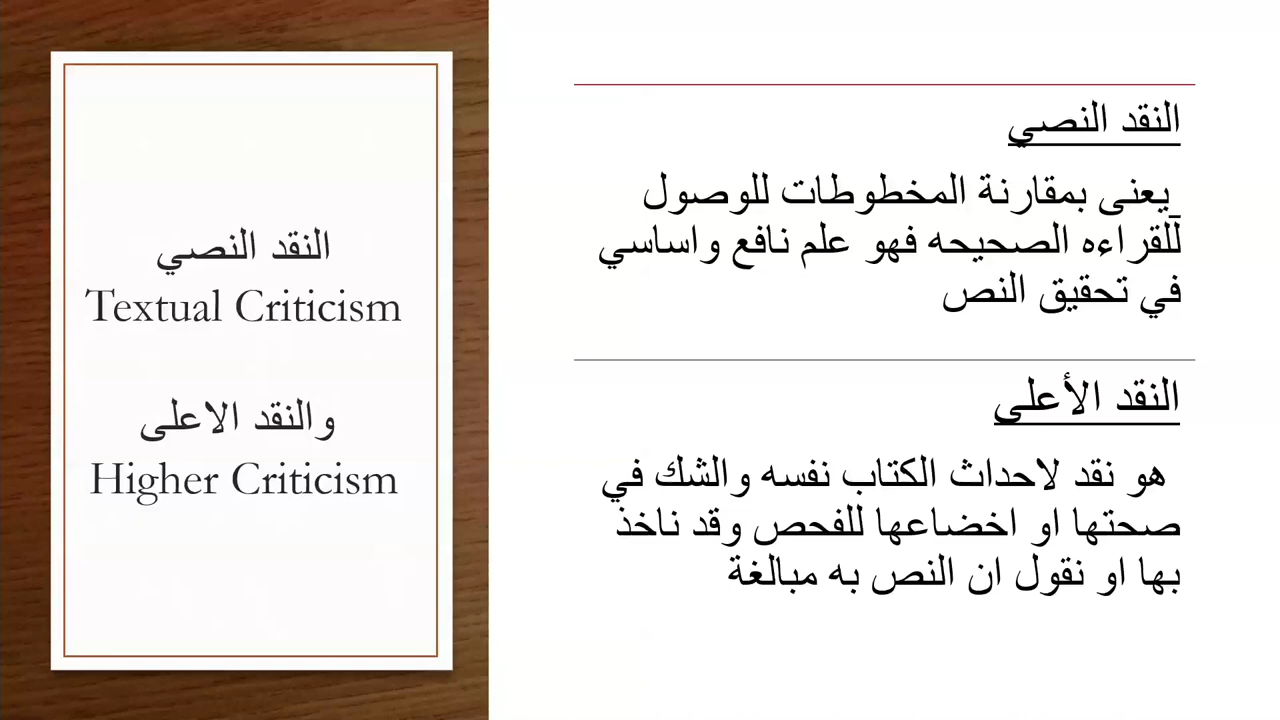 النقد النصي
Textual Criticism
والنقد الاعلى
Higher Criticism
النقد النصي
يعنى بمقارنة المخطوطات للوصول
للقراءه الصحيحه فهو علم نافع واساسي
في تحقيق النص
النقد الأعلى
هو نقد لاحداث الكتاب نفسه والشك في
صحتها او اخضاعها للفحص وقد ناخذ
بها او نقول ان النص به مبالغة